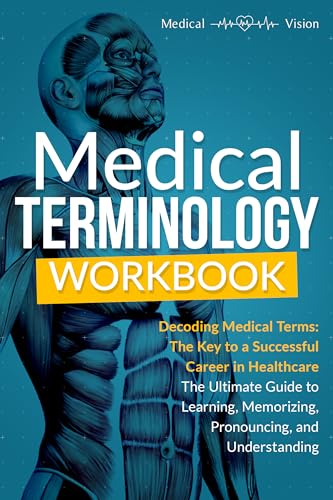 Medical Vision
Medical
TERMINOLOGY
WORKBOOK
Decoding Medical Terms:
The Key to a Successful
Career in Healthcare
The Ultimate Guide to
Learning, Memorizing,
Pronouncing, and
Understanding